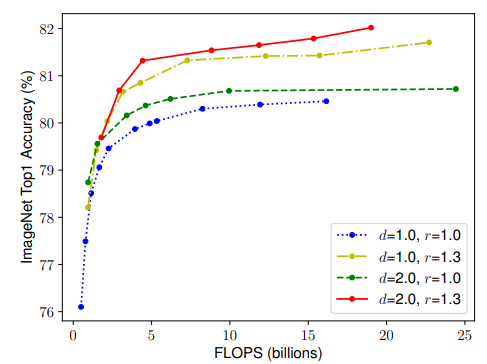 82
81
80
79
78
77
76
ImageNet Top1 Accuracy (%)
d=1.0, r=1.0
d=1.0, r=1.3
d=2.0, r=1.0
d=2.0, r=1.3
0 5 10 15 20 25
FLOPS (billions)